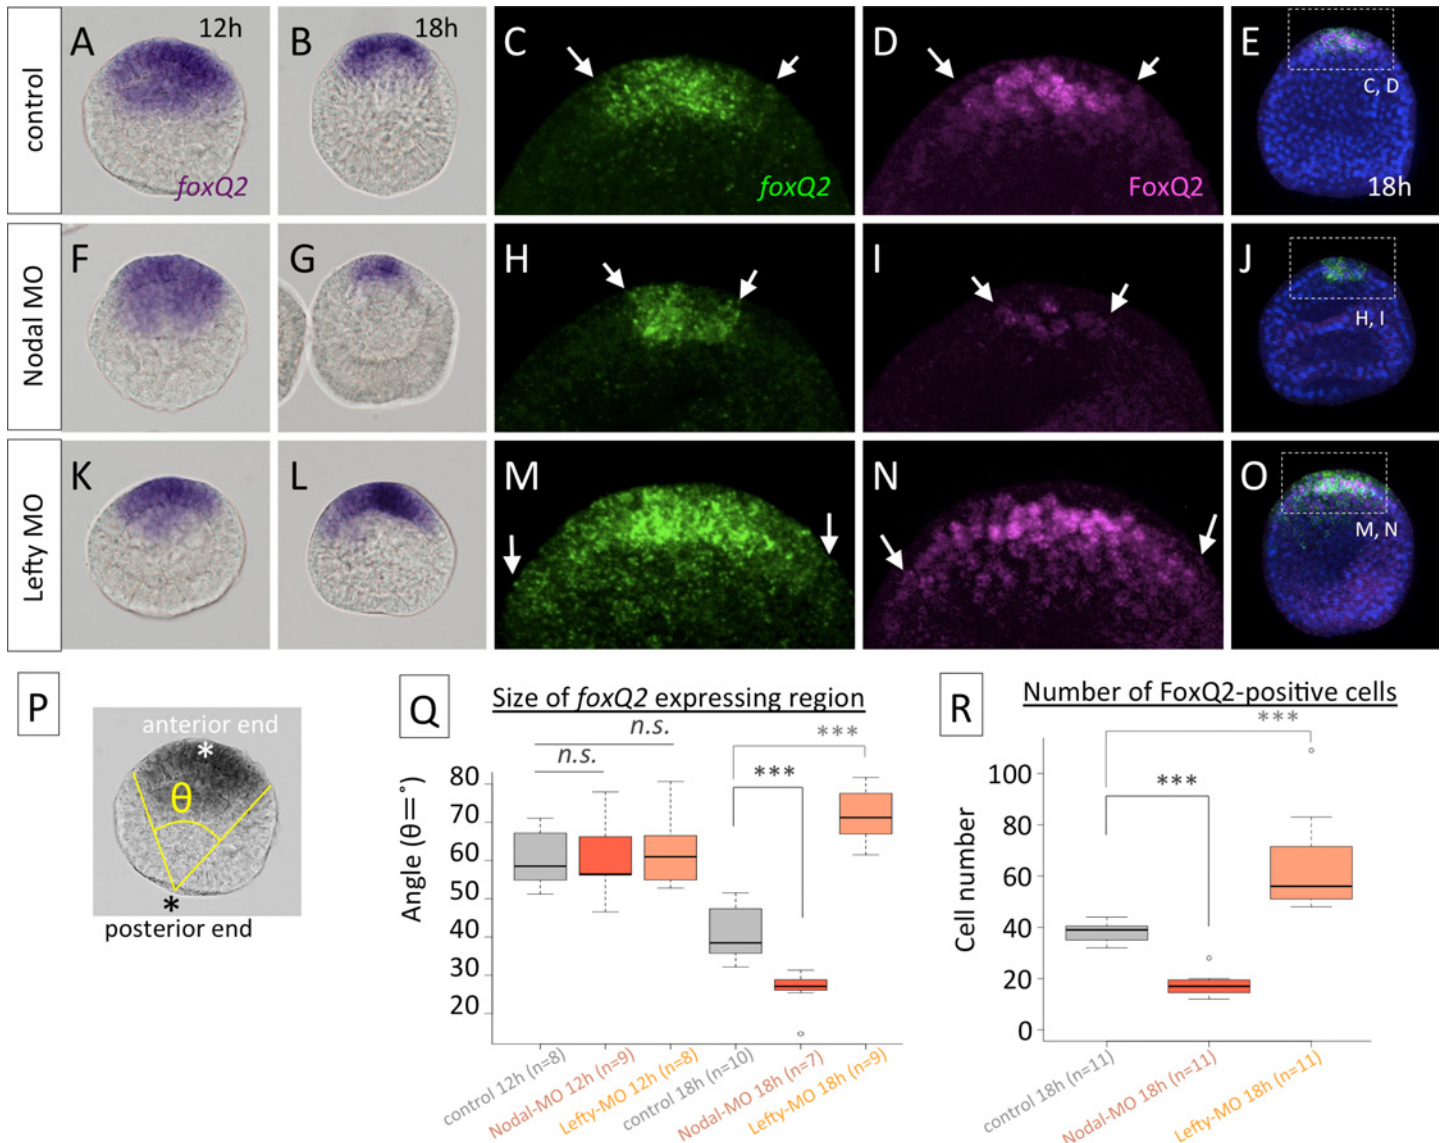 control
A
12h
foxQ2
B
18h
C
foxQ2
D
FoxQ2
E
C, D
18h
Nodal MO
F
G
H
I
J
H, I
Lefty MO
K
L
M
N
O
M, N
P
anterior end
*
θ
*
posterior end
Q
Size of foxQ2 expressing region
n.s.
n.s.
***
***
Angle (θ=°)
80
70
60
50
40
30
20
control 12h (n=8)
Nodal-MO 12h (n=9)
Lefty-MO 12h (n=8)
control 18h (n=10)
Nodal-MO 18h (n=7)
Lefty-MO 18h (n=9)
R
Number of FoxQ2-positive cells
***
***
Cell number
100
80
60
40
20
0
control 18h (n=11)
Nodal-MO 18h (n=11)
Lefty-MO 18h (n=11)